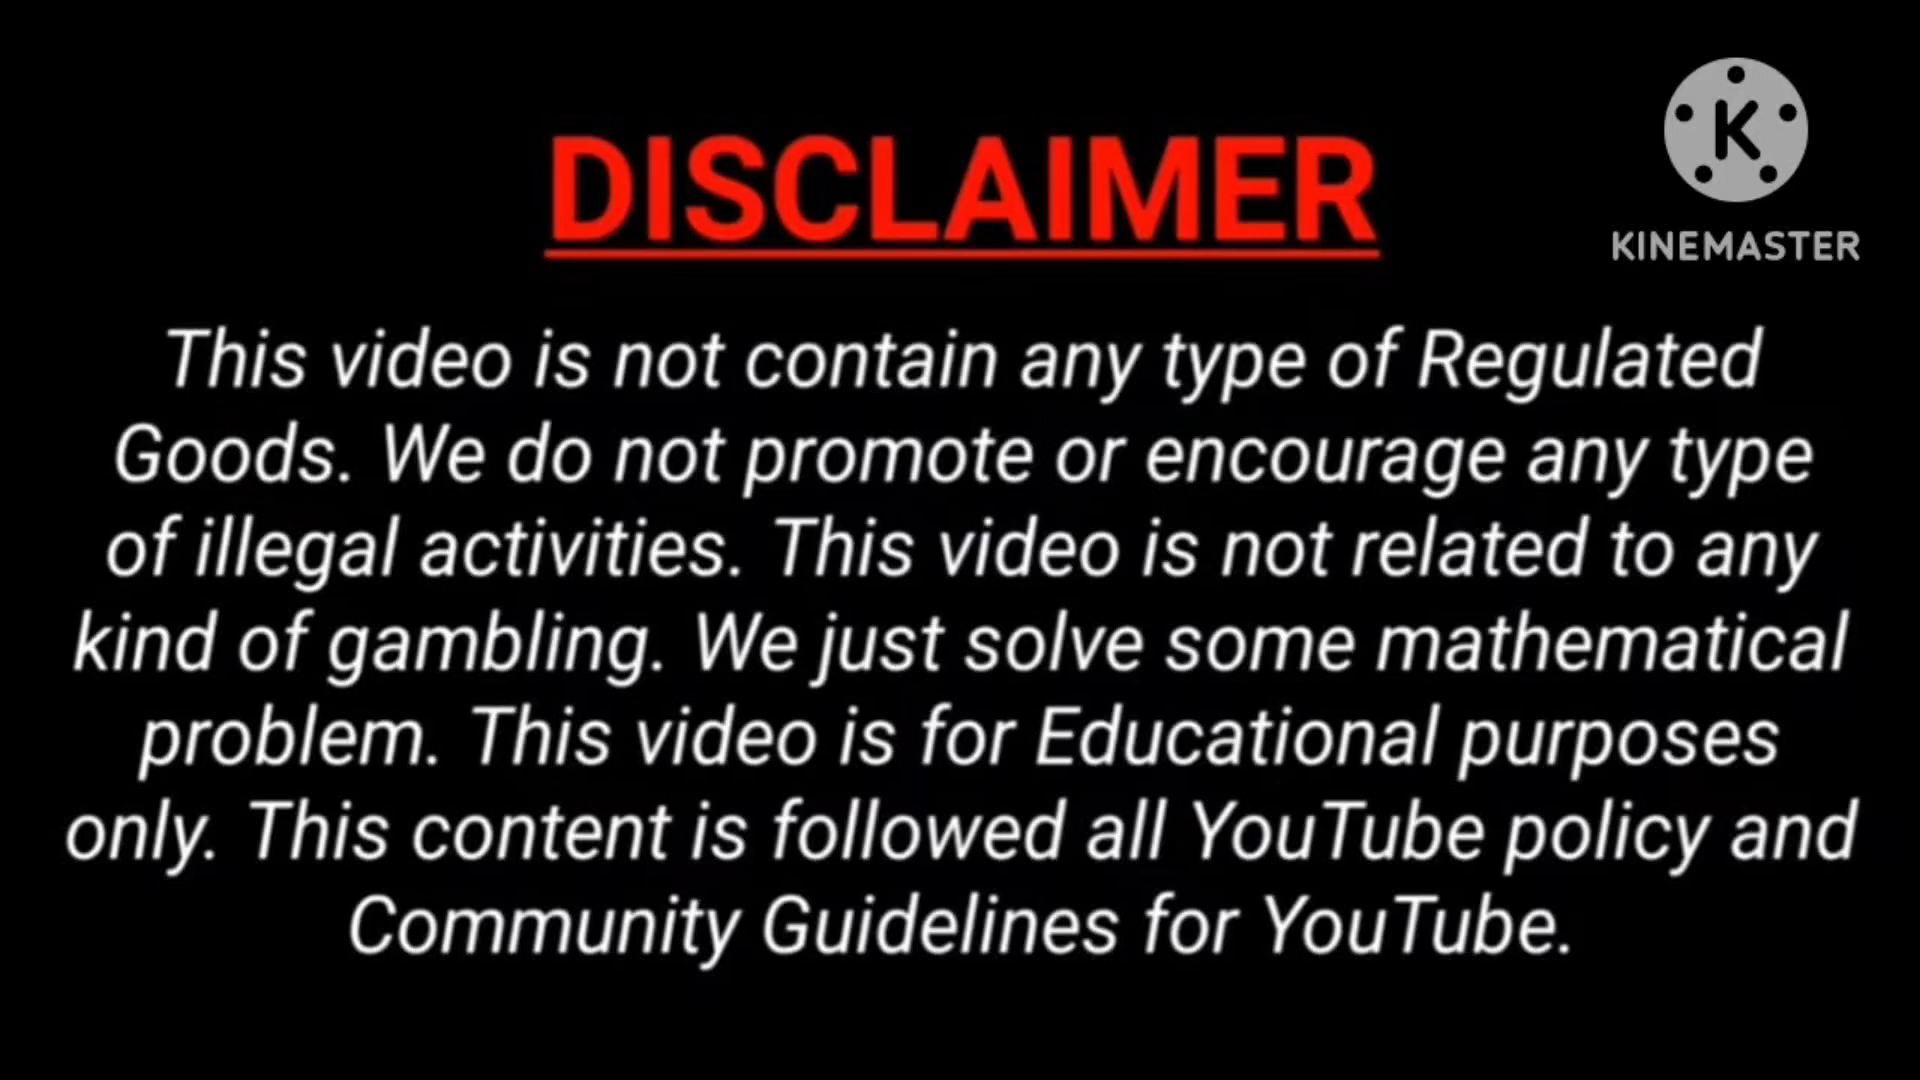 DISCLAIMER
K
KINEMASTER
This video is not contain any type of Regulated
Goods. We do not promote or encourage any type
of illegal activities. This video is not related to any
kind of gambling. We just solve some mathematical
problem. This video is for Educational purposes
only. This content is followed all YouTube policy and
Community Guidelines for YouTube.